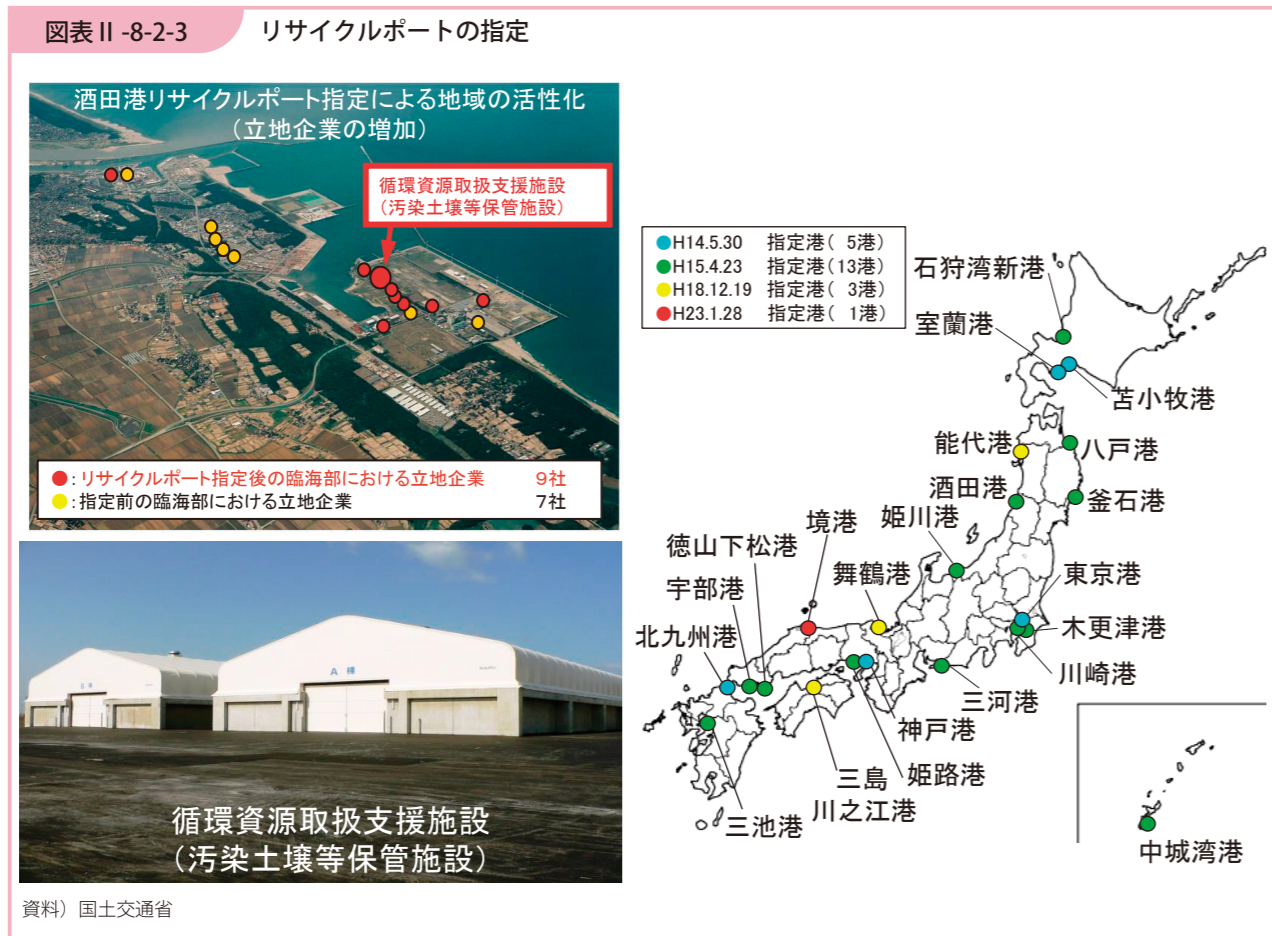 図表Ⅱ-8-2-3 リサイクルポートの指定
酒田港リサイクルポート指定による地域の活性化
（立地企業の増加）
循環資源取扱支援施設
（汚染土壌等保管施設）
●：リサイクルポート指定後の臨海部における立地企業 9社
●：指定前の臨海部における立地企業 7社
A棟
循環資源取扱支援施設
（汚染土壌等保管施設）
●H14.5.30 指定港（ 5港）
●H15.4.23 指定港（13港）
●H18.12.19 指定港（ 3港）
●H23.1.28 指定港（ 1港）
石狩湾新港
室蘭港
苫小牧港
能代港
八戸港
酒田港
釜石港
姫川港
境港
徳山下松港
舞鶴港
東京港
宇部港
木更津港
北九州港
川崎港
三河港
神戸港
姫路港
三島
川之江港
三池港
中城湾港
資料）国土交通省